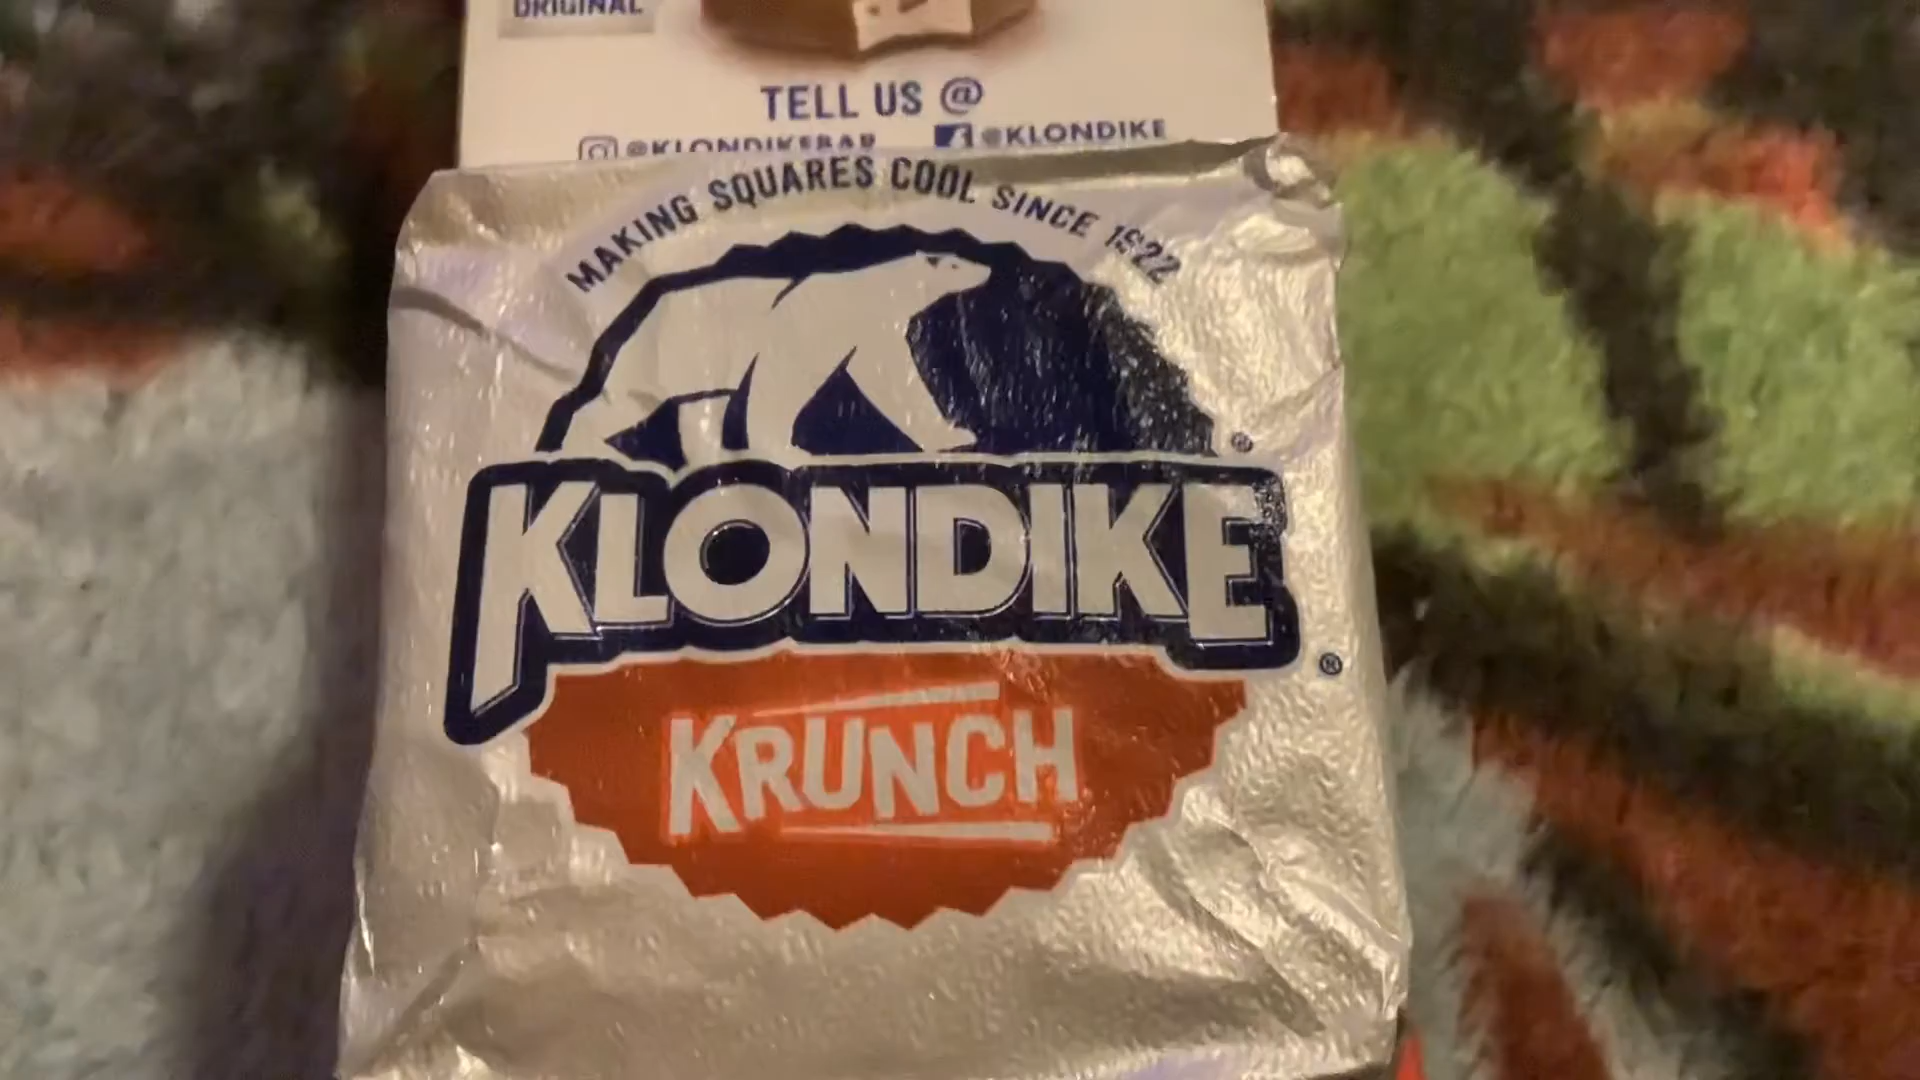 ORIGINAL
TELL US @
@KLONDIKEBAR @KLONDIKE
MAKING SQUARES COOL SINCE 1922
KLONDIKE
KRUNCH